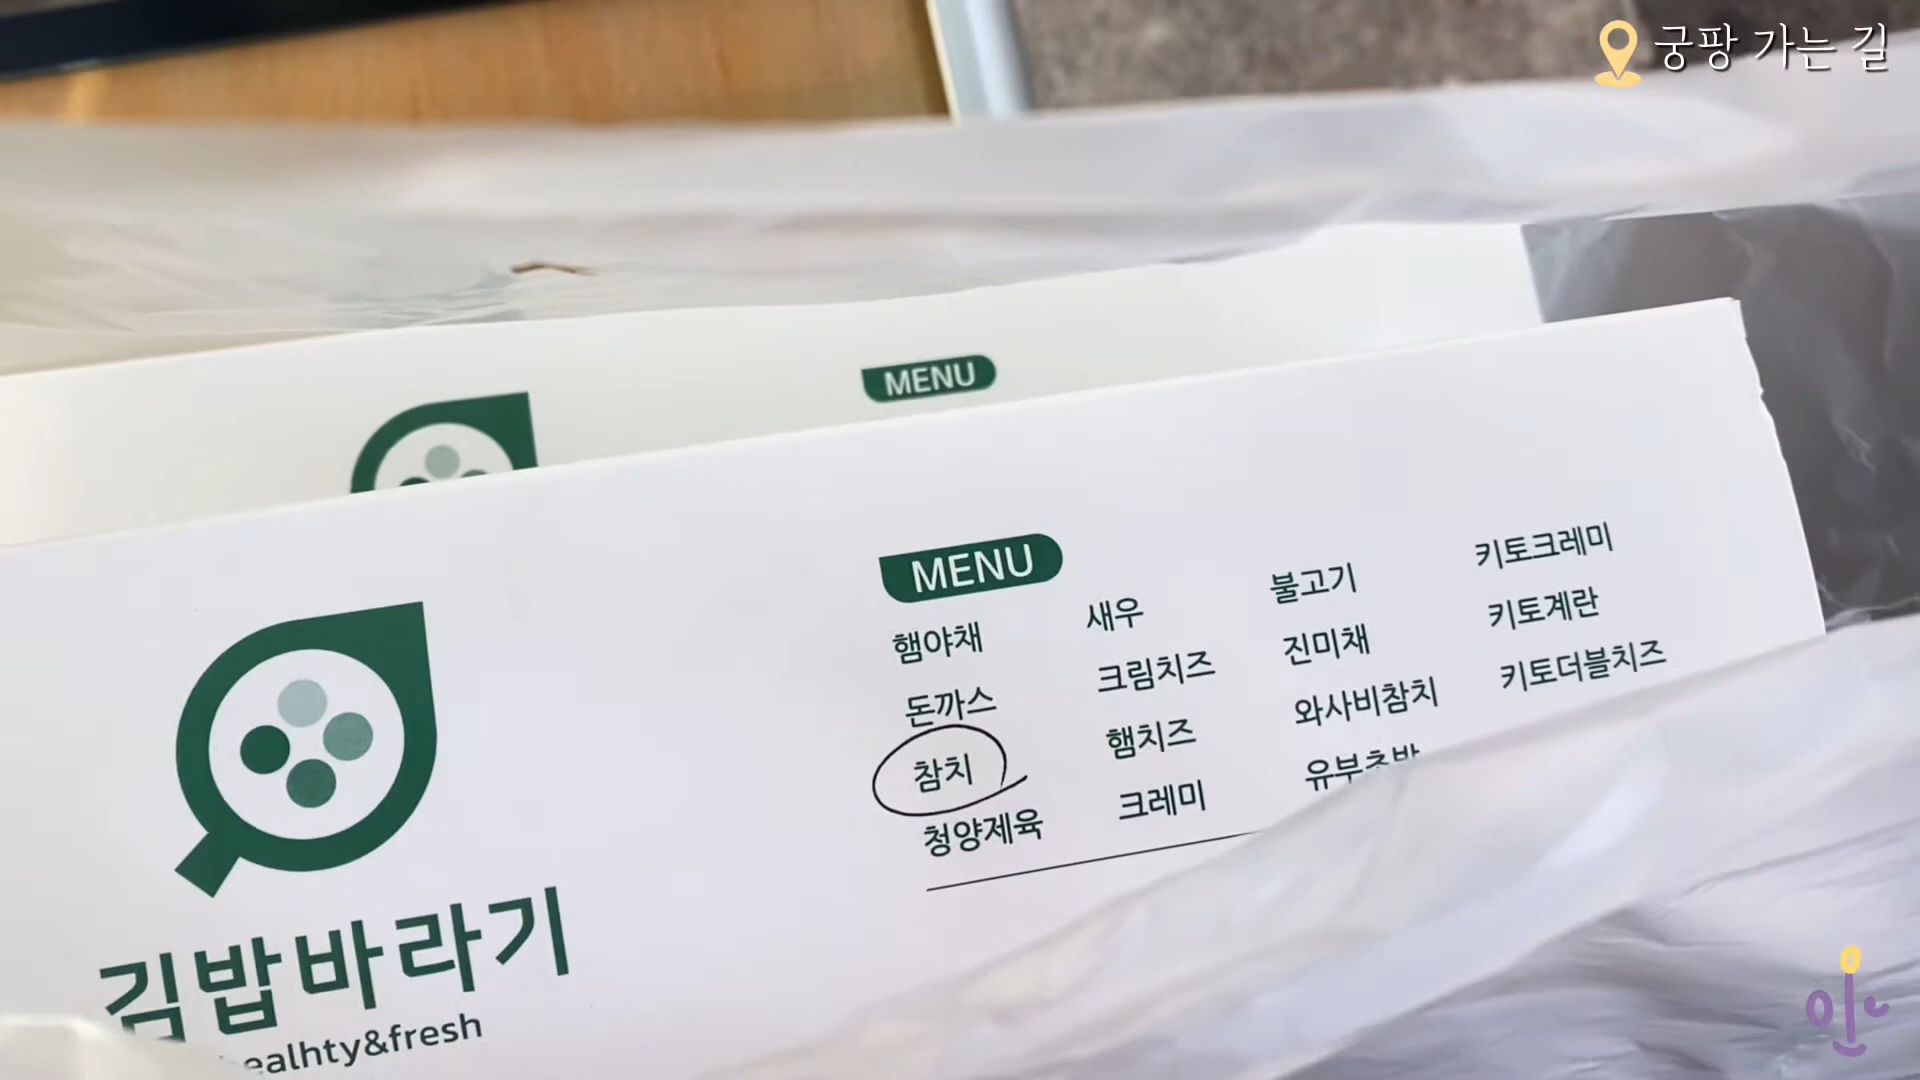 궁팡 가는 길
MENU
MENU
햄야채 새우 불고기 키토크레미
돈까스 크림치즈 진미채 키토계란
참치 햄치즈 와사비참치 키토더블치즈
청양제육 크레미
김밥바라기
ealhty&fresh